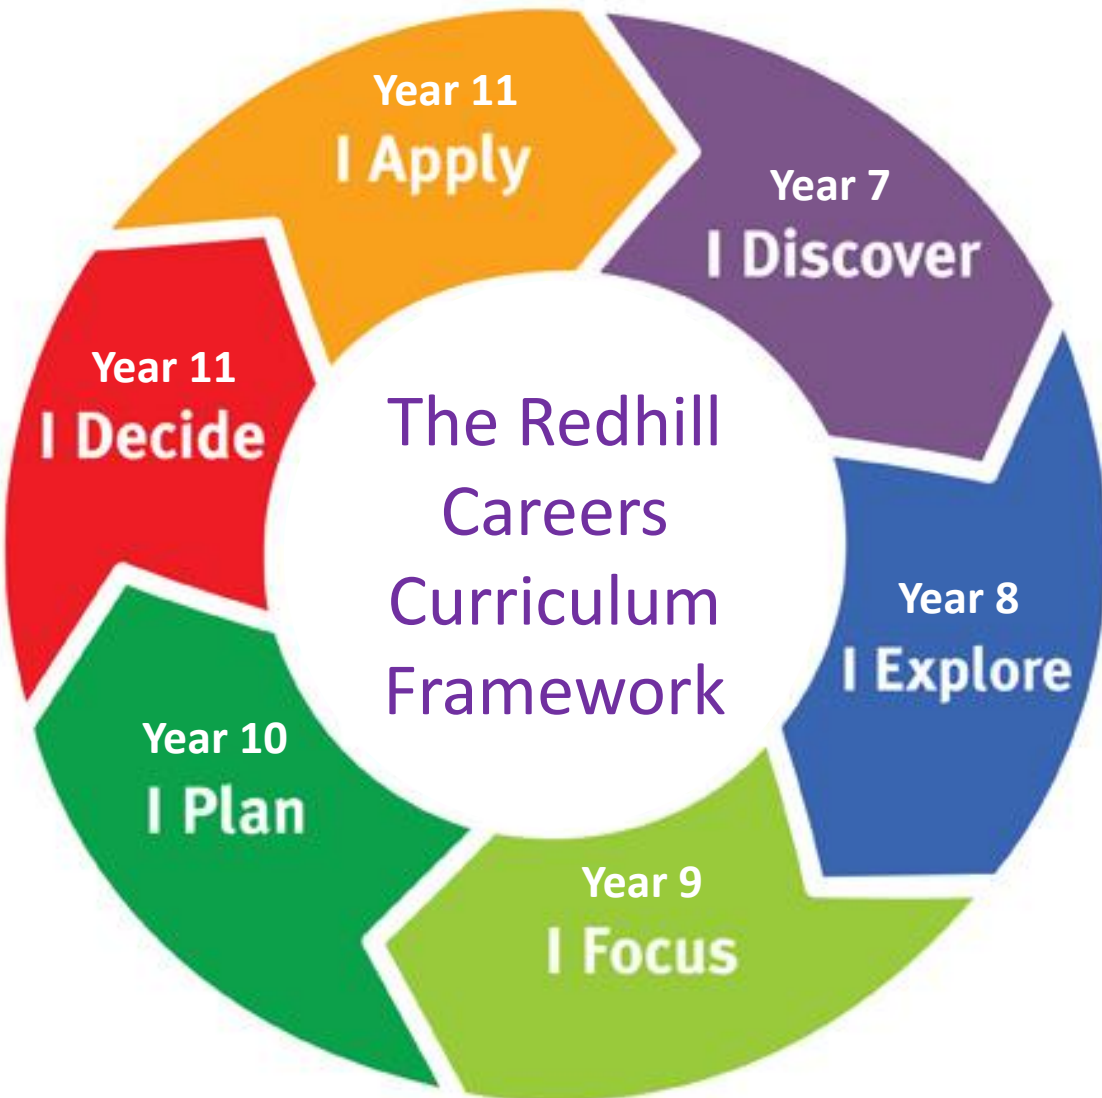 The Redhill
Careers
Curriculum
Framework
Year 7
I Discover
Year 8
I Explore
Year 9
I Focus
Year 10
I Plan
Year 11
I Decide
Year 11
I Apply